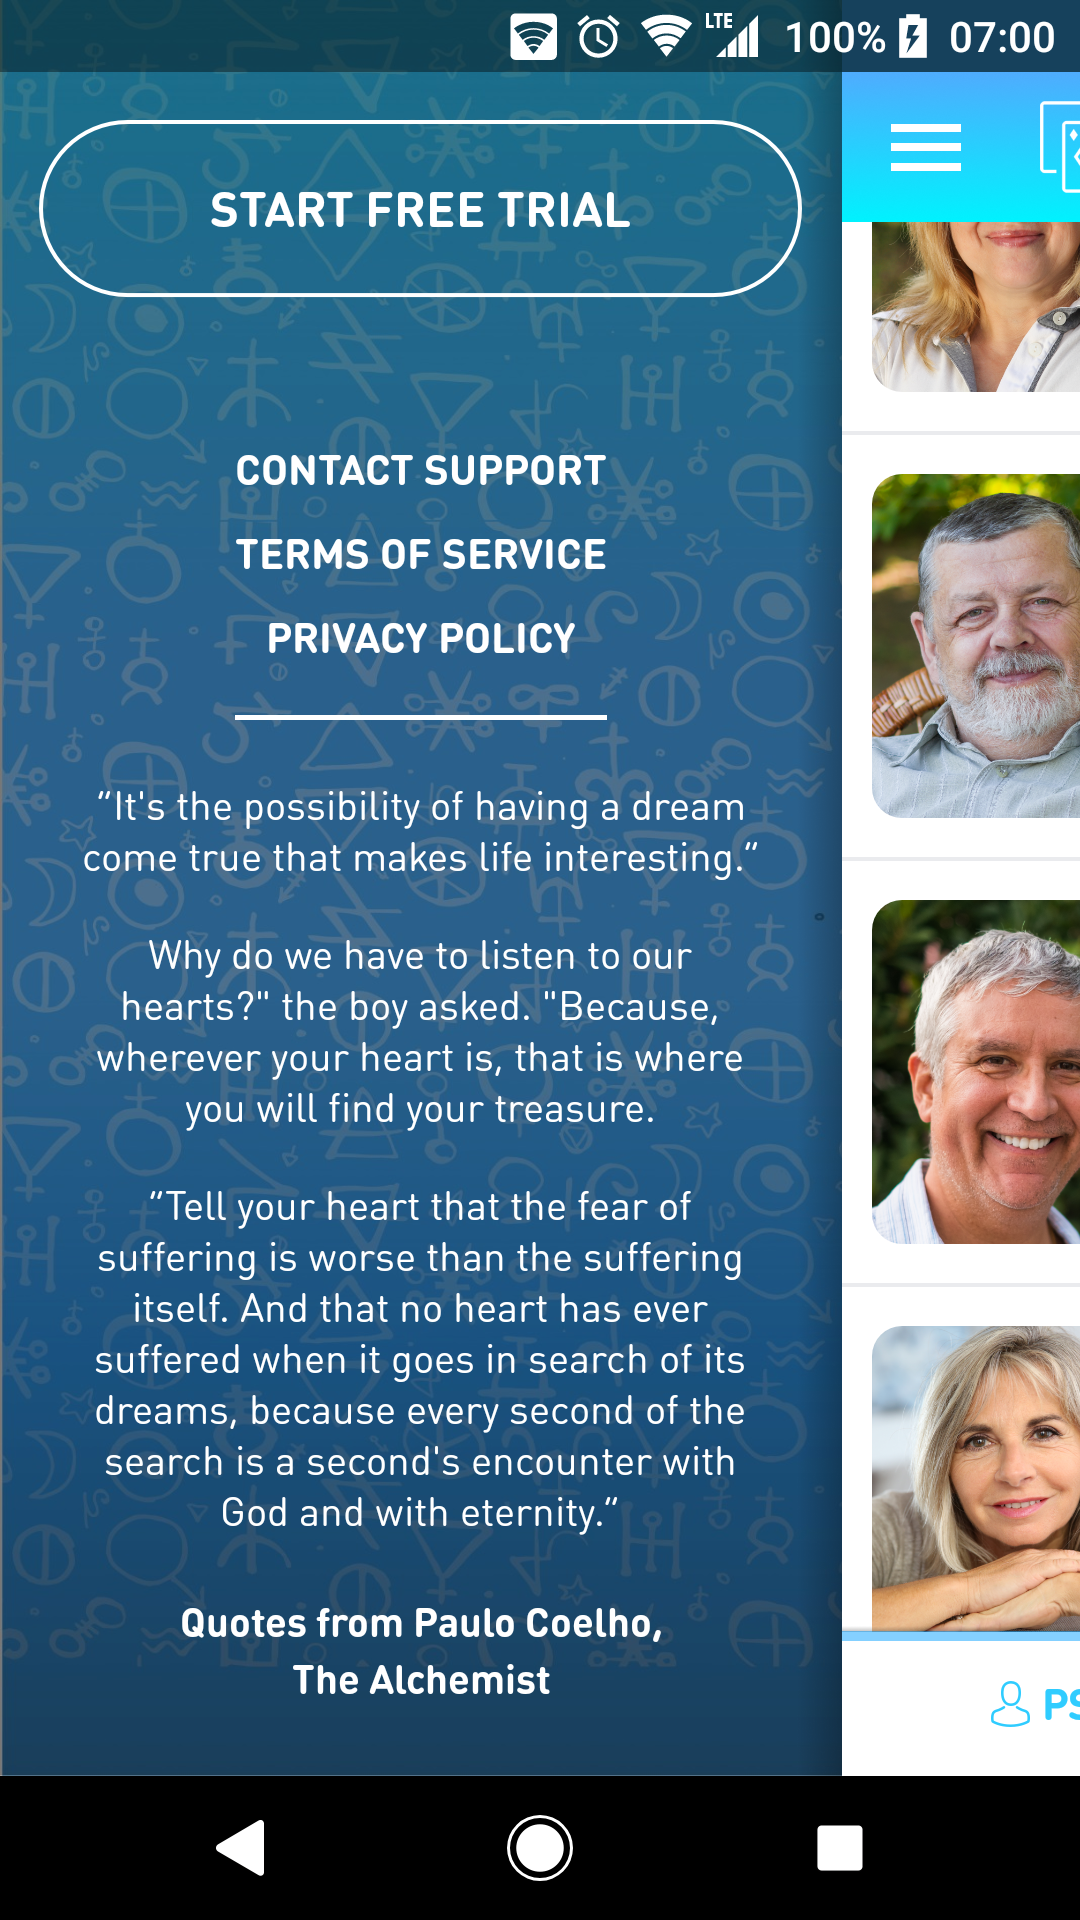 LTE 100% 07:00
START FREE TRIAL
CONTACT SUPPORT
TERMS OF SERVICE
PRIVACY POLICY
“It's the possibility of having a dream
come true that makes life interesting.”
Why do we have to listen to our
hearts?" the boy asked. "Because,
wherever your heart is, that is where
you will find your treasure.
“Tell your heart that the fear of
suffering is worse than the suffering
itself. And that no heart has ever
suffered when it goes in search of its
dreams, because every second of the
search is a second's encounter with
God and with eternity.”
Quotes from Paulo Coelho,
The Alchemist